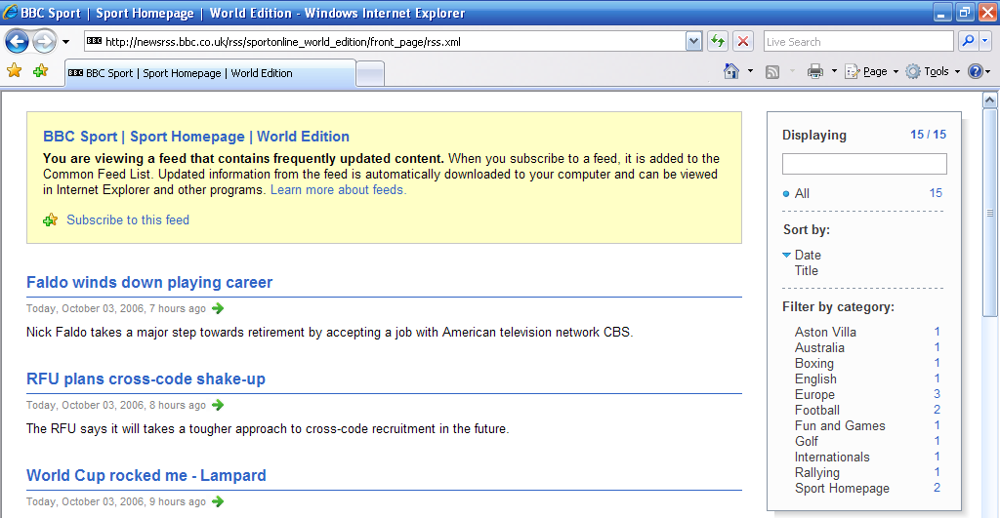 BBC Sport | Sport Homepage | World Edition - Windows Internet Explorer
BBC http://newsrss.bbc.co.uk/rss/sportonline_world_edition/front_page/rss.xml
Live Search
BBC BBC Sport | Sport Homepage | World Edition
Page
Tools
BBC Sport | Sport Homepage | World Edition
You are viewing a feed that contains frequently updated content. When you subscribe to a feed, it is added to the
Common Feed List. Updated information from the feed is automatically downloaded to your computer and can be viewed
in Internet Explorer and other programs. Learn more about feeds.
Subscribe to this feed
Faldo winds down playing career
Today, October 03, 2006, 7 hours ago
Nick Faldo takes a major step towards retirement by accepting a job with American television network CBS.
RFU plans cross-code shake-up
Today, October 03, 2006, 8 hours ago
The RFU says it will takes a tougher approach to cross-code recruitment in the future.
World Cup rocked me - Lampard
Today, October 03, 2006, 9 hours ago
Displaying 15 / 15
All 15
Sort by:
Date
Title
Filter by category:
Aston Villa 1
Australia 1
Boxing 1
English 1
Europe 3
Football 2
Fun and Games 1
Golf 1
Internationals 1
Rallying 1
Sport Homepage 2